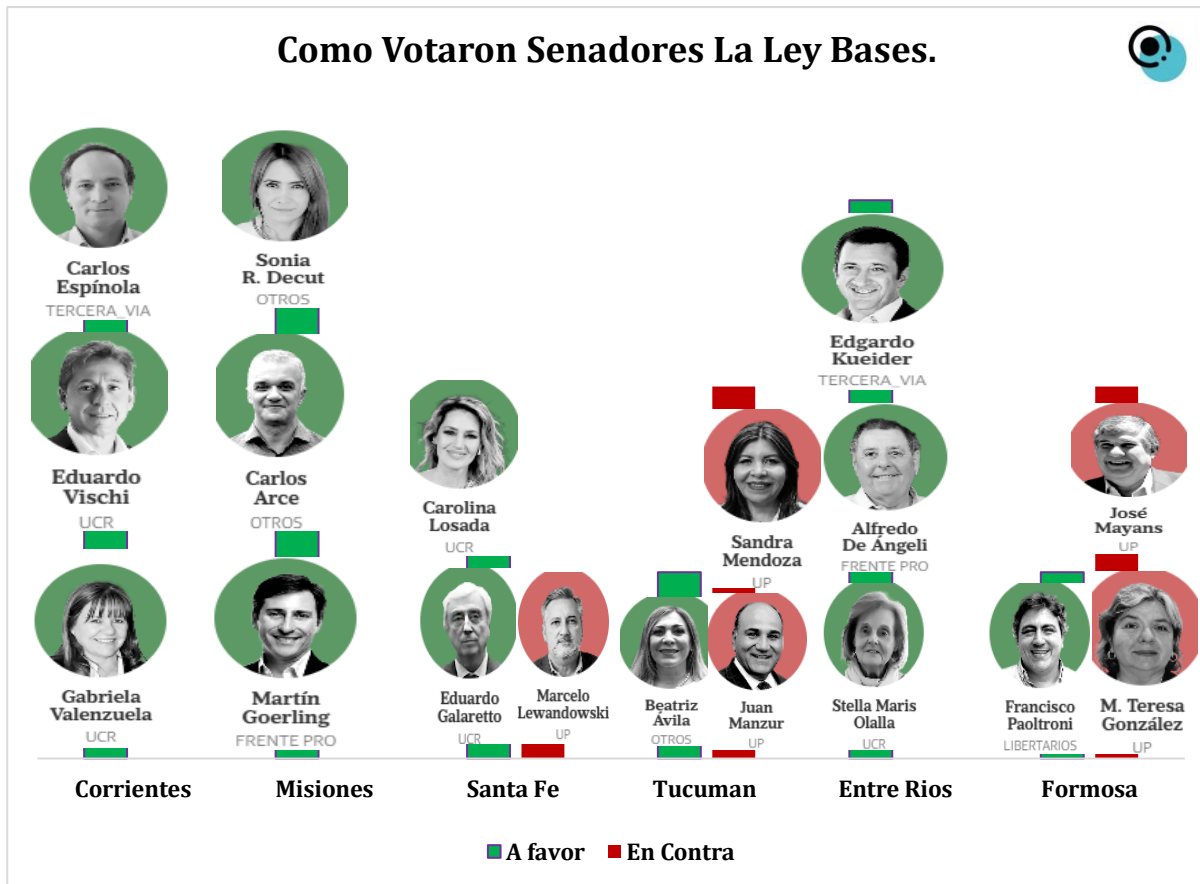 Como Votaron Senadores La Ley Bases.
Carlos
Espínola
TERCERA_VIA
Eduardo
Vischi
UCR
Gabriela
Valenzuela
UCR
Sonia
R. Decut
OTROS
Carlos
Arce
OTROS
Martín
Goerling
FRENTE PRO
Carolina
Losada
UCR
Eduardo
Galaretto
UCR
Marcelo
Lewandowski
UP
Sandra
Mendoza
UP
Beatriz
Ávila
OTROS
Juan
Manzur
UP
Edgardo
Kueider
TERCERA_VIA
Alfredo
De Ángeli
FRENTE PRO
Stella Maris
Olalla
UCR
José
Mayans
UP
Francisco
Paoltroni
LIBERTARIOS
M. Teresa
González
UP
Corrientes
Misiones
Santa Fe
Tucuman
Entre Rios
Formosa
A favor
En Contra